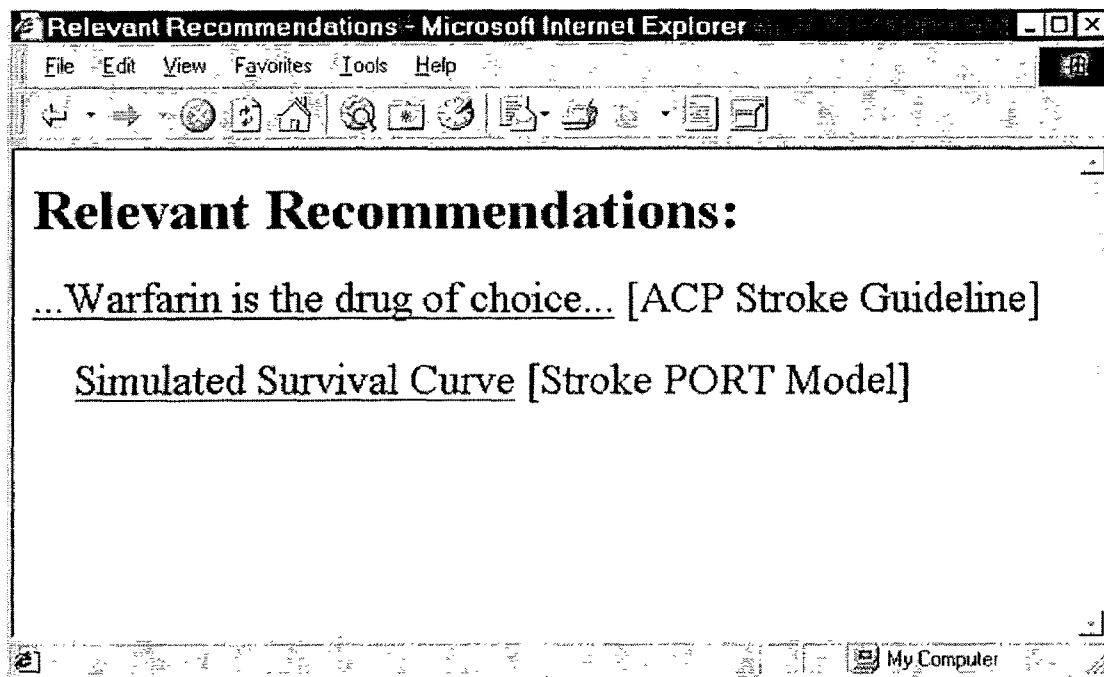 Relevant Recommendations - Microsoft Internet Explorer
File Edit View Favorites Tools Help
Relevant Recommendations:
...Warfarin is the drug of choice... [ACP Stroke Guideline]
Simulated Survival Curve [Stroke PORT Model]
My Computer